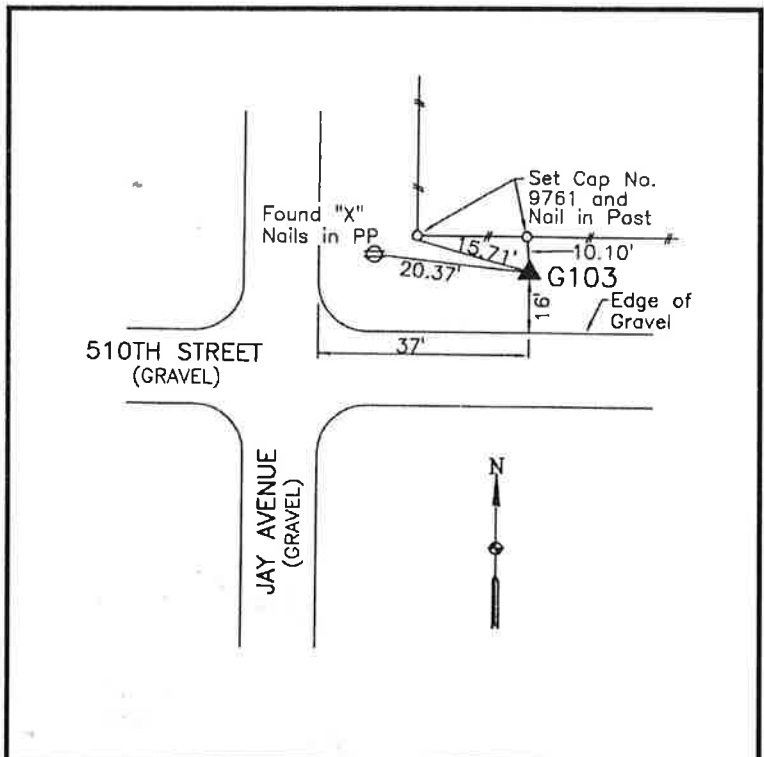 Set Cap No.
9761 and
Nail in Post
Found "X"
Nails in PP
15.71'
10.10'
20.37'
G103
16'
Edge of
Gravel
37'
510TH STREET
(GRAVEL)
JAY AVENUE
(GRAVEL)
N